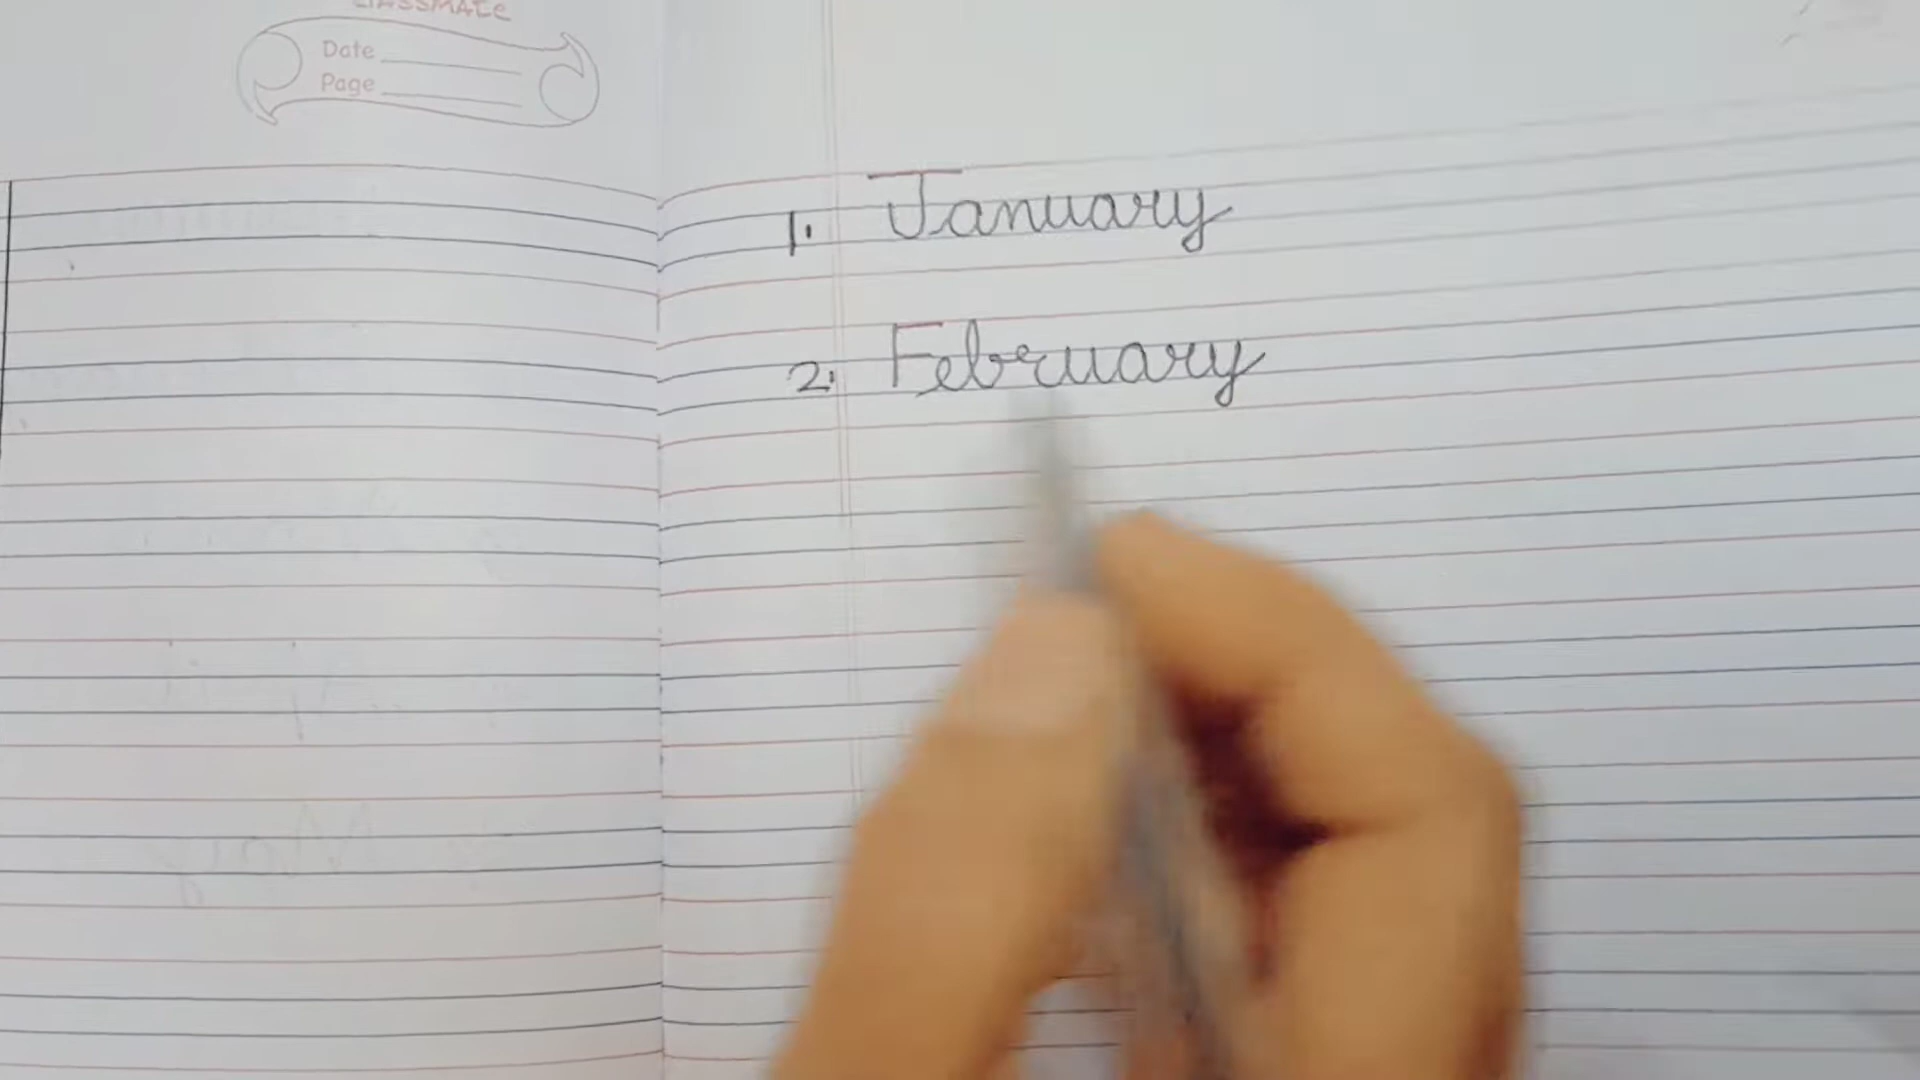 classmate
Date
Page
1. January
2. February